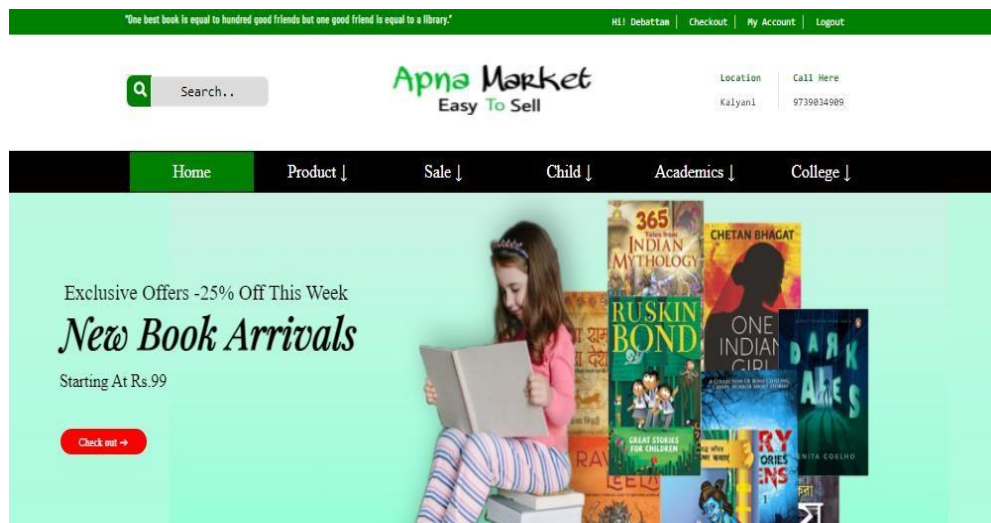 "One best book is equal to hundred good friends but one good friend is equal to a library."
Hi! Debattam
Checkout
My Account
Logout
Search..
Apna Market
Easy To Sell
Location
Call Here
Kalyani
9739034909
Home
Product ↓
Sale ↓
Child ↓
Academics ↓
College ↓
Exclusive Offers -25% Off This Week
New Book Arrivals
Starting At Rs.99
Check out →
365
Tales from
INDIAN
MYTHOLOGY
CHETAN BHAGAT
ONE
INDIAN
GIRL
RUSKIN
BOND
GREAT STORIES
FOR CHILDREN
DARK
TALES